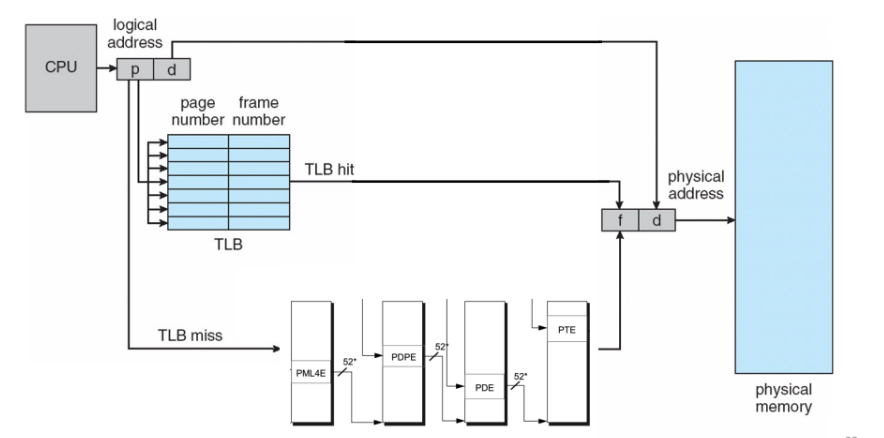 logical
address
CPU
p d
page frame
number number
TLB hit
TLB
physical
address
f d
TLB miss
PML4E
52*
PDPE
52*
PDE
52*
PTE
physical
memory